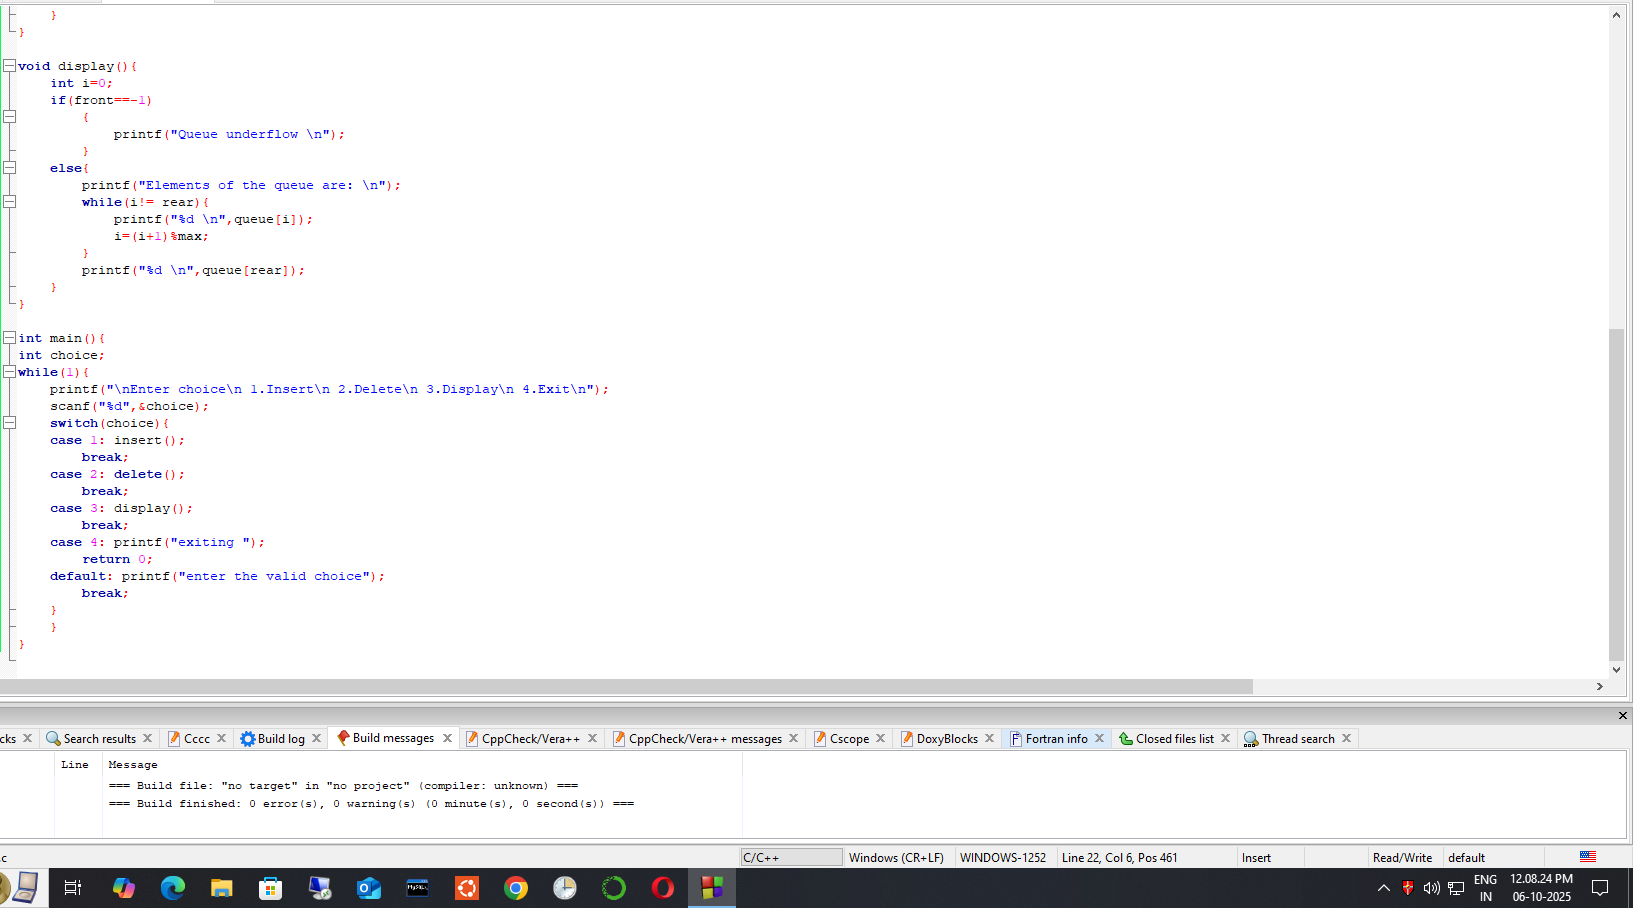 }
}
void display(){
int i=0;
if(front==-1)
{
printf("Queue underflow \n");
}
else{
printf("Elements of the queue are: \n");
while(i!= rear){
printf("%d \n",queue[i]);
i=(i+1)%max;
}
printf("%d \n",queue[rear]);
}
}
int main(){
int choice;
while(1){
printf("\nEnter choice\n 1.Insert\n 2.Delete\n 3.Display\n 4.Exit\n");
scanf("%d",&choice);
switch(choice){
case 1: insert();
break;
case 2: delete();
break;
case 3: display();
break;
case 4: printf("exiting ");
return 0;
default: printf("enter the valid choice");
break;
}
}
}
cks Search results Cccc Build log Build messages CppCheck/Vera++ CppCheck/Vera++ messages Cscope DoxyBlocks Fortran info Closed files list Thread search
Line Message
=== Build file: "no target" in "no project" (compiler: unknown) ===
=== Build finished: 0 error(s), 0 warning(s) (0 minute(s), 0 second(s)) ===
c C/C++ Windows (CR+LF) WINDOWS-1252 Line 22, Col 6, Pos 461 Insert Read/Write default
MySQL ENG 12.08.24 PM
IN 06-10-2025